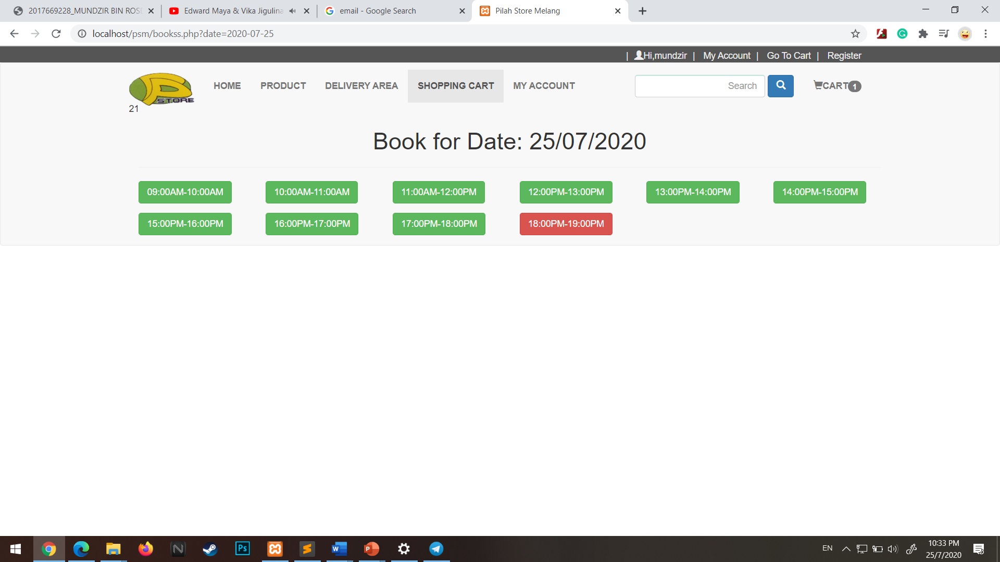 2017669228_MUNDZIR BIN ROS
Edward Maya & Vika Jigulina
email - Google Search
Pilah Store Melang
localhost/psm/bookss.php?date=2020-07-25
| Hi,mundzir | My Account | Go To Cart | Register
STORE
HOME PRODUCT DELIVERY AREA SHOPPING CART MY ACCOUNT Search CART 1
21
Book for Date: 25/07/2020
09:00AM-10:00AM 10:00AM-11:00AM 11:00AM-12:00PM 12:00PM-13:00PM 13:00PM-14:00PM 14:00PM-15:00PM
15:00PM-16:00PM 16:00PM-17:00PM 17:00PM-18:00PM 18:00PM-19:00PM
Ps
EN
10:33 PM
25/7/2020